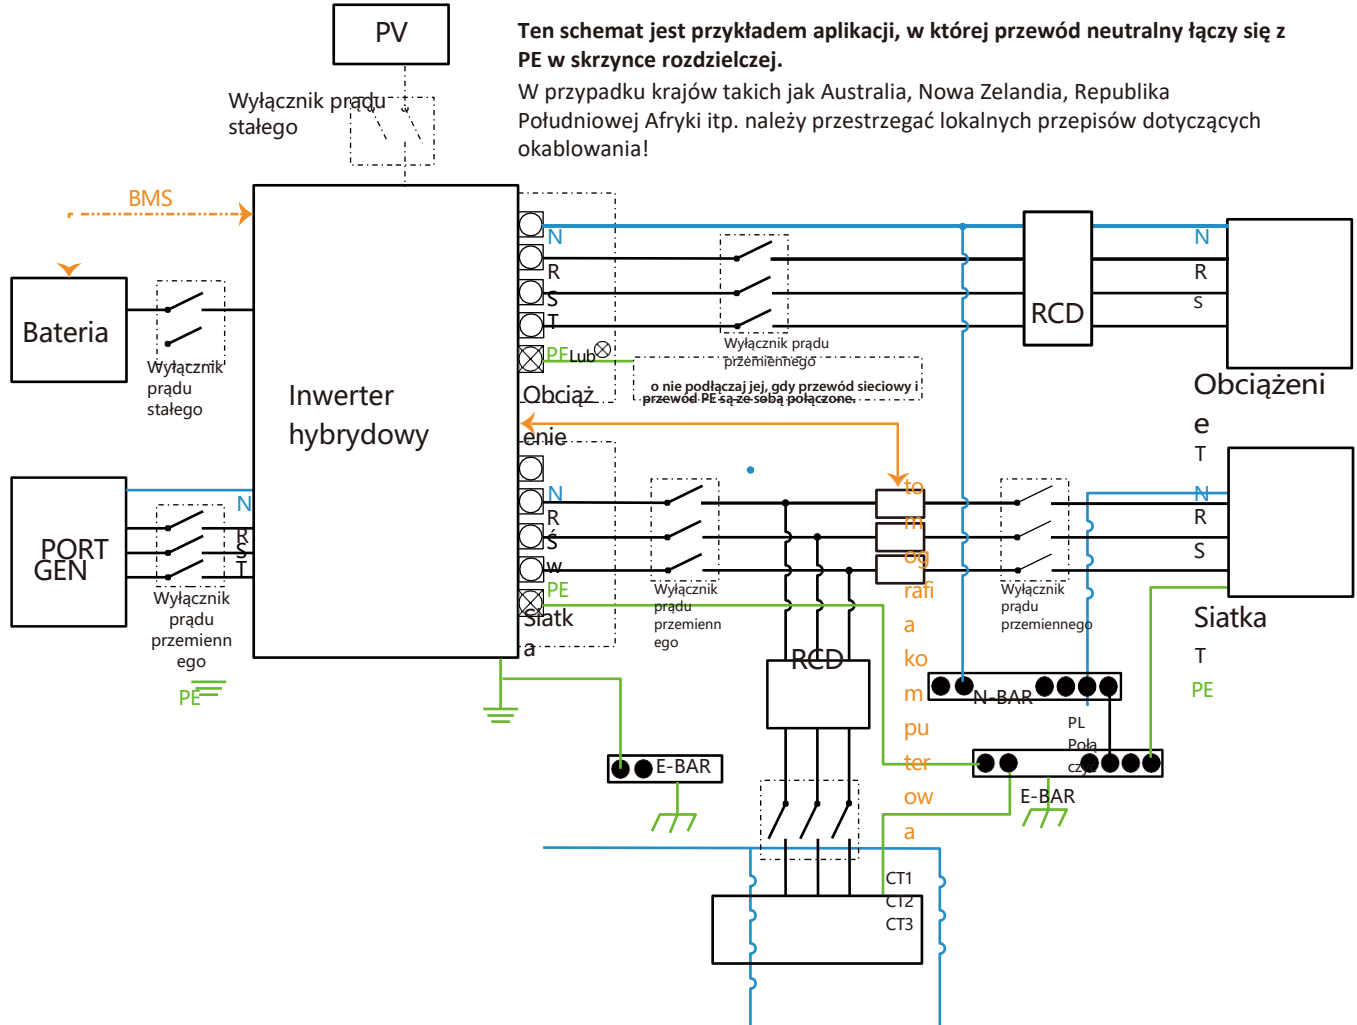 PV
Ten schemat jest przykładem aplikacji, w której przewód neutralny łączy się z
PE w skrzynce rozdzielczej.
W przypadku krajów takich jak Australia, Nowa Zelandia, Republika
Południowej Afryki itp. należy przestrzegać lokalnych przepisów dotyczących
okablowania!
Wyłącznik prądu
stałego
BMS
Bateria
Wyłącznik
prądu
stałego
Inwerter
hybrydowy
N
R
S
T
PE
Lub
Obciąż
enie
Wyłącznik prądu
przemiennego
o nie podłączaj jej, gdy przewód sieciowy i
przewód PE są ze sobą połączone.
RCD
N
R
S
Obciążeni
e
T
PORT
GEN
N
R
S
T
Wyłącznik
prądu
przemienn
ego
PE
N
R
Ś
w
PE
Siatk
a
Wyłącznik
prądu
przemienn
ego
to
m
og
rafi
a
ko
m
pu
ter
ow
a
Wyłącznik
prądu
przemiennego
N
R
S
Siatka
T
PE
RCD
N-BAR
PL
Połą
czyć
E-BAR
E-BAR
CT1
CT2
CT3